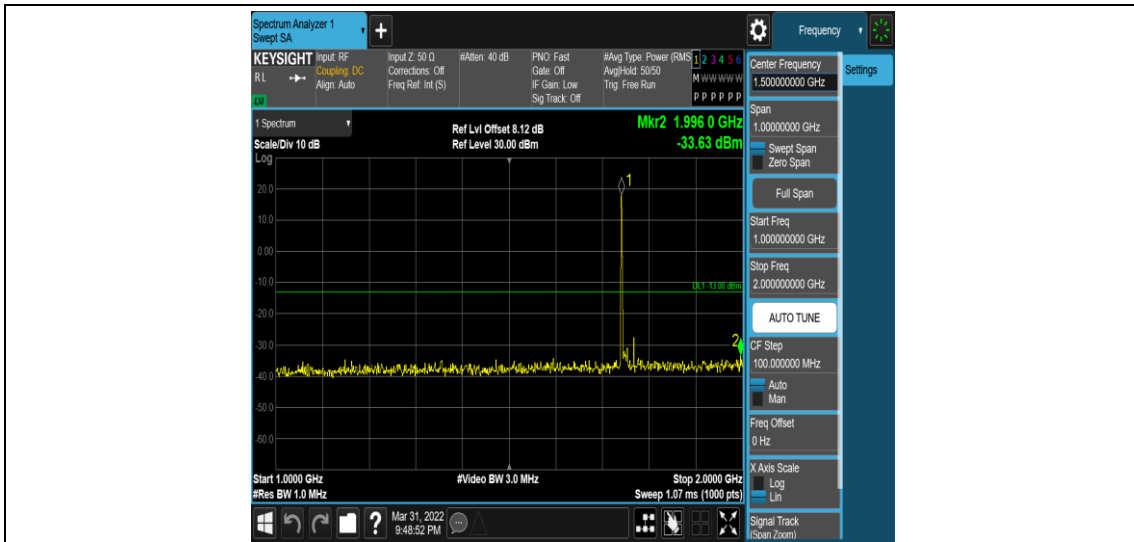 Spectrum Analyzer 1
Swept SA
+
Frequency
KEYSIGHT
RL
LXI
Input: RF
Coupling: DC
Align: Auto
Input Z: 50 Ω
Corrections: Off
Freq Ref: Int (S)
#Atten: 40 dB
PNO: Fast
Gate: Off
IF Gain: Low
Sig Track: Off
#Avg Type: Power (RMS
Avg|Hold: 50/50
Trig: Free Run
1 2 3 4 5 6
M W W W W W
P P P P P P
1 Spectrum
Scale/Div 10 dB
Log
Ref Lvl Offset 8.12 dB
Ref Level 30.00 dBm
Mkr2 1.996 0 GHz
-33.63 dBm
1
20.0
10.0
0.00
-10.0
DL1 -13.00 dBm
-20.0
-30.0
2
-40.0
-50.0
-60.0
Start 1.0000 GHz
#Res BW 1.0 MHz
#Video BW 3.0 MHz
Stop 2.0000 GHz
Sweep 1.07 ms (1000 pts)
Center Frequency
1.500000000 GHz
Settings
Span
1.00000000 GHz
Swept Span
Zero Span
Full Span
Start Freq
1.000000000 GHz
Stop Freq
2.000000000 GHz
AUTO TUNE
CF Step
100.000000 MHz
Auto
Man
Freq Offset
0 Hz
X Axis Scale
Log
Lin
Signal Track
(Span Zoom)
?
Mar 31, 2022
9:48:52 PM